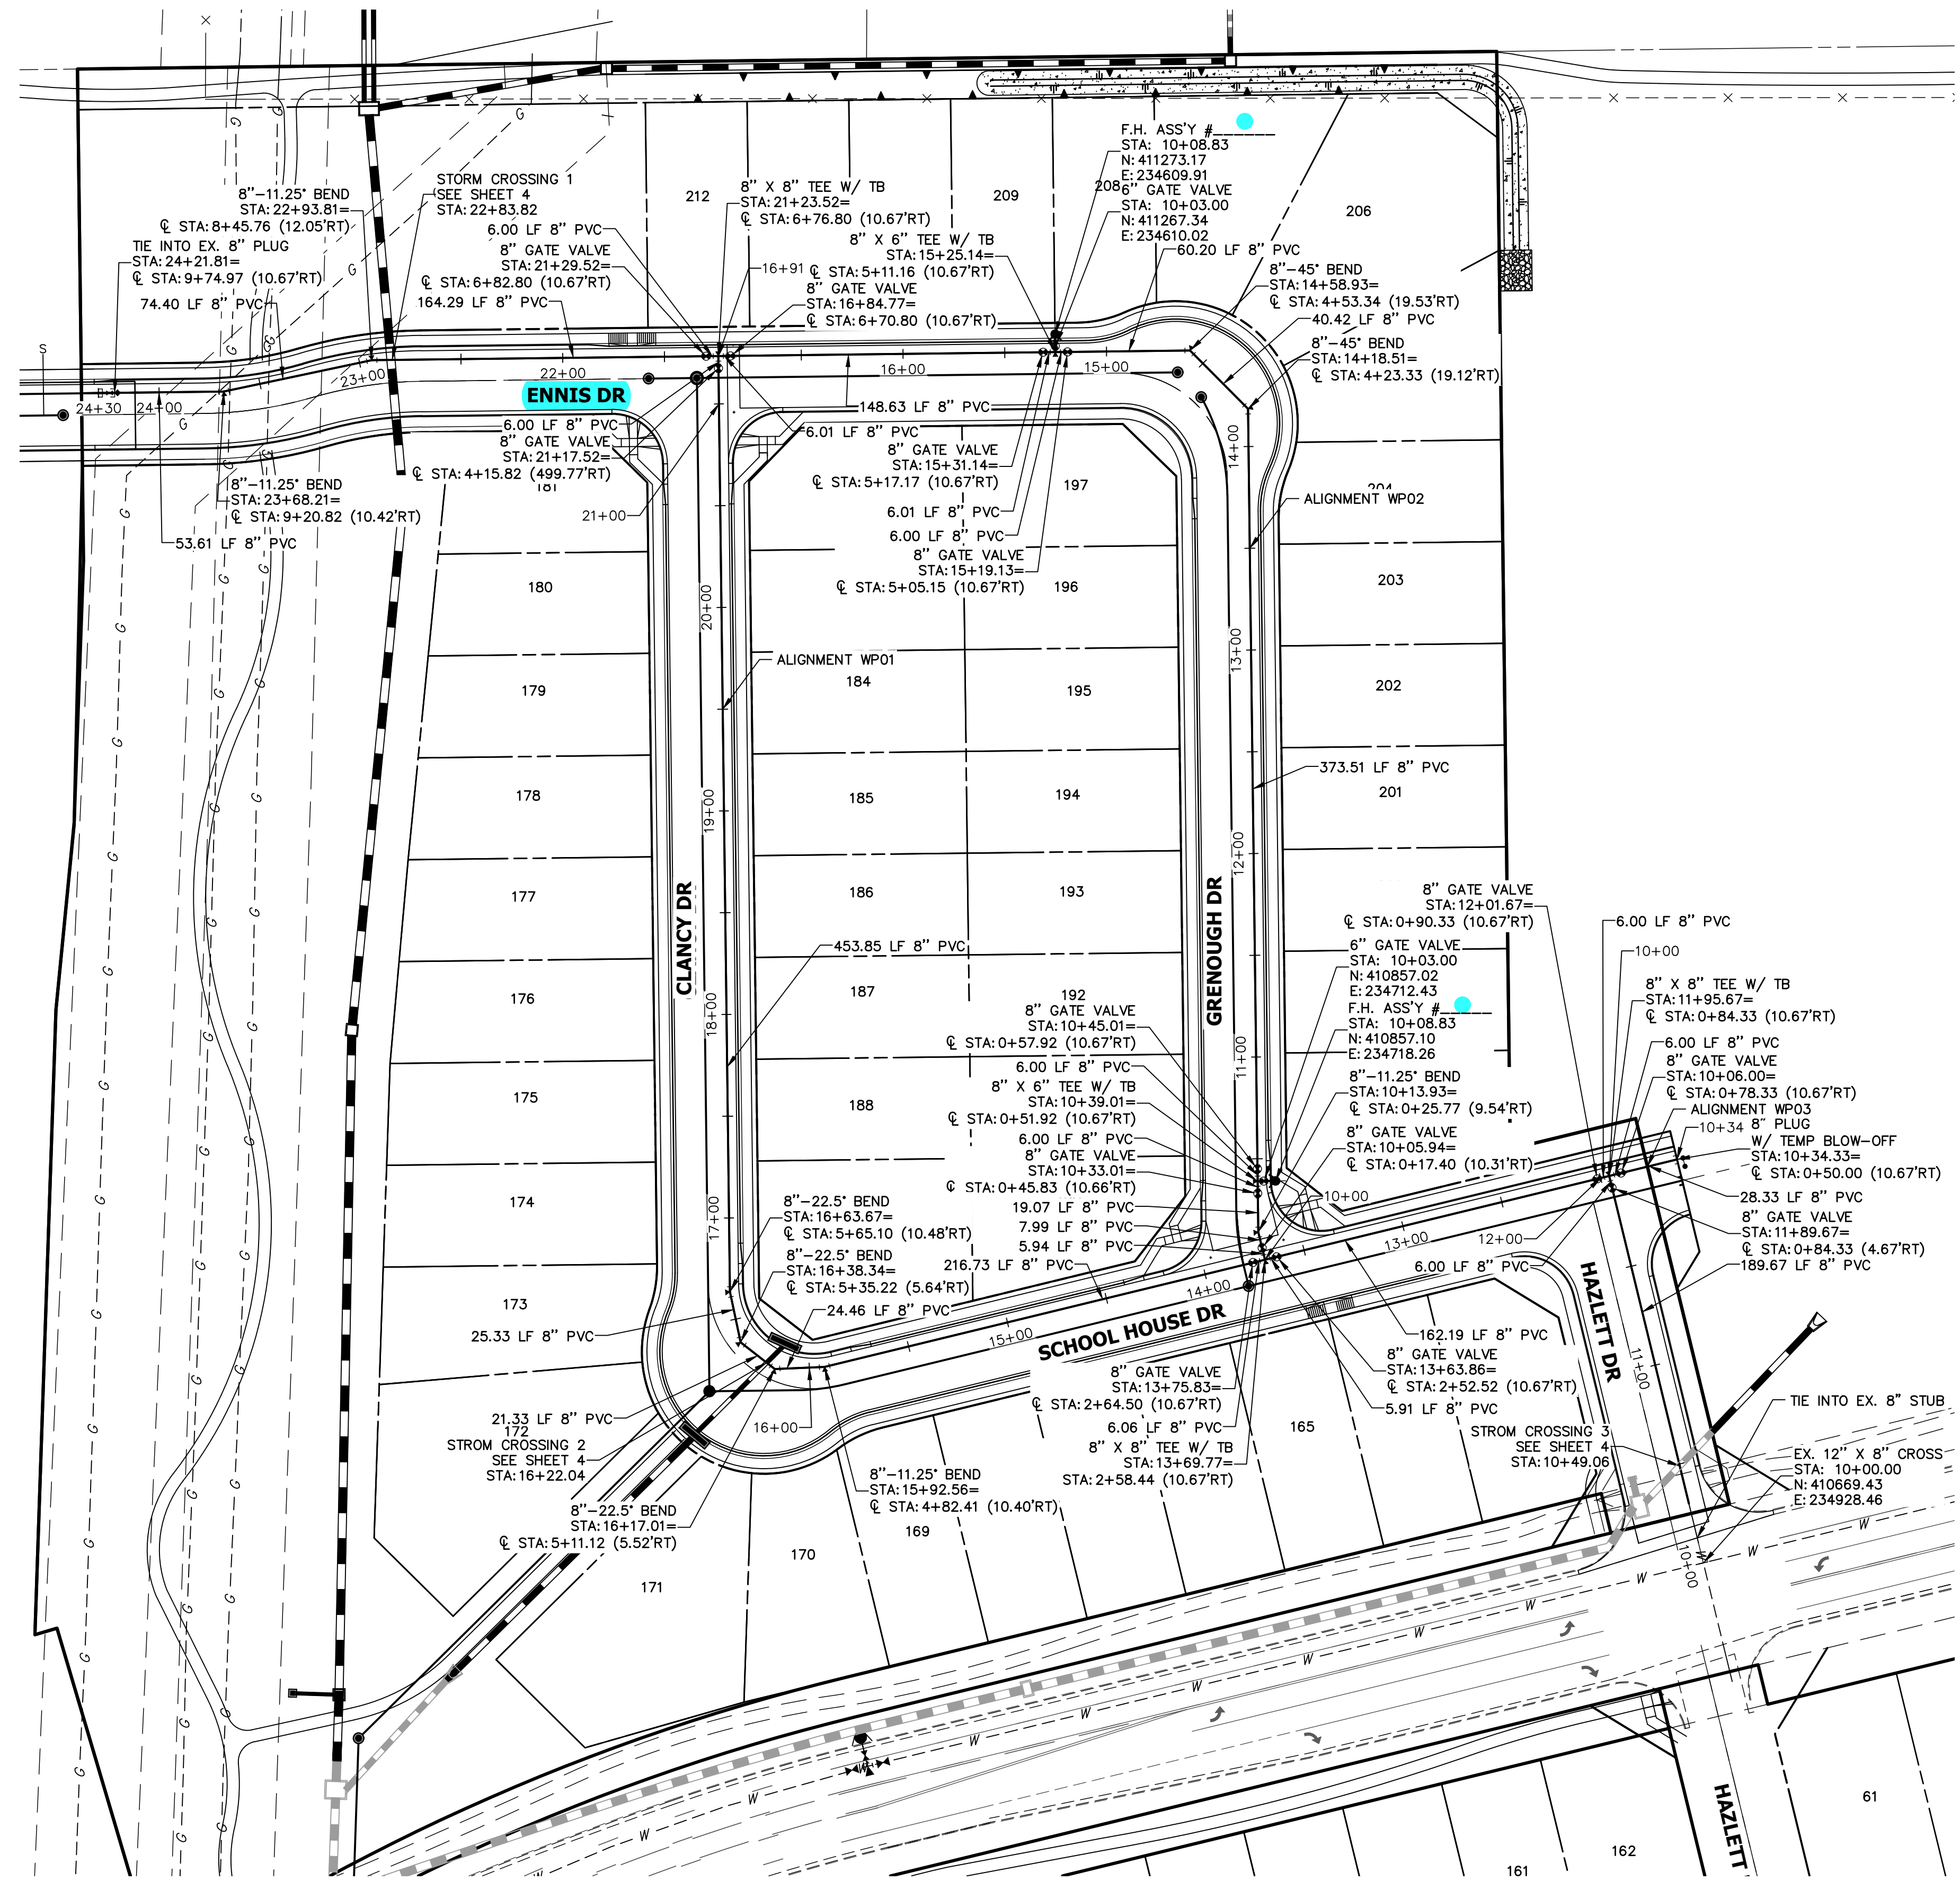 F.H. ASS'Y #______
STA: 10+08.83
N: 411273.17
E: 234609.91
6" GATE VALVE
STA: 10+03.00
N: 411267.34
E: 234610.02
60.20 LF 8" PVC
STORM CROSSING 1
SEE SHEET 4
STA: 22+83.82
8"-11.25° BEND
STA: 22+93.81=
℄ STA: 8+45.76 (12.05'RT)
TIE INTO EX. 8" PLUG
STA: 24+21.81=
℄ STA: 9+74.97 (10.67'RT)
74.40 LF 8" PVC
6.00 LF 8" PVC
8" GATE VALVE
STA: 21+29.52=
℄ STA: 6+82.80 (10.67'RT)
164.29 LF 8" PVC
212
8" X 8" TEE W/ TB
STA: 21+23.52=
℄ STA: 6+76.80 (10.67'RT)
209
208
206
8" X 6" TEE W/ TB
STA: 15+25.14=
℄ STA: 5+11.16 (10.67'RT)
16+91
8" GATE VALVE
STA: 16+84.77=
℄ STA: 6+70.80 (10.67'RT)
8"-45° BEND
STA: 14+58.93=
℄ STA: 4+53.34 (19.53'RT)
40.42 LF 8" PVC
8"-45° BEND
STA: 14+18.51=
℄ STA: 4+23.33 (19.12'RT)
S
24+30
24+00
23+00
22+00
16+00
15+00
ENNIS DR
148.63 LF 8" PVC
6.00 LF 8" PVC
8" GATE VALVE
STA: 21+17.52=
℄ STA: 4+15.82 (499.77'RT)
181
6.01 LF 8" PVC
8" GATE VALVE
STA: 15+31.14=
℄ STA: 5+17.17 (10.67'RT)
197
14+00
204
ALIGNMENT WP02
8"-11.25° BEND
STA: 23+68.21=
℄ STA: 9+20.82 (10.42'RT)
53.61 LF 8" PVC
21+00
6.01 LF 8" PVC
6.00 LF 8" PVC
8" GATE VALVE
STA: 15+19.13=
℄ STA: 5+05.15 (10.67'RT)
180
196
203
20+00
13+00
ALIGNMENT WP01
179
184
195
202
373.51 LF 8" PVC
178
185
194
201
19+00
12+00
177
186
193
CLANCY DR
GRENOUGH DR
8" GATE VALVE
STA: 12+01.67=
℄ STA: 0+90.33 (10.67'RT)
6.00 LF 8" PVC
453.85 LF 8" PVC
6" GATE VALVE
STA: 10+03.00
N: 410857.02
E: 234712.43
10+00
176
187
192
8" X 8" TEE W/ TB
STA: 11+95.67=
℄ STA: 0+84.33 (10.67'RT)
F.H. ASS'Y #_____
STA: 10+08.83
N: 410857.10
E: 234718.26
8" GATE VALVE
STA: 10+45.01=
℄ STA: 0+57.92 (10.67'RT)
18+00
11+00
6.00 LF 8" PVC
8" GATE VALVE
STA: 10+06.00=
℄ STA: 0+78.33 (10.67'RT)
6.00 LF 8" PVC
8" X 6" TEE W/ TB
STA: 10+39.01=
℄ STA: 0+51.92 (10.67'RT)
8"-11.25° BEND
STA: 10+13.93=
℄ STA: 0+25.77 (9.54'RT)
175
188
ALIGNMENT WP03
10+34
8" PLUG
W/ TEMP BLOW-OFF
STA: 10+34.33=
℄ STA: 0+50.00 (10.67'RT)
6.00 LF 8" PVC
8" GATE VALVE
STA: 10+33.01=
℄ STA: 0+45.83 (10.66'RT)
8" GATE VALVE
STA: 10+05.94=
℄ STA: 0+17.40 (10.31'RT)
10+00
28.33 LF 8" PVC
174
19.07 LF 8" PVC
7.99 LF 8" PVC
5.94 LF 8" PVC
216.73 LF 8" PVC
8" GATE VALVE
STA: 11+89.67=
℄ STA: 0+84.33 (4.67'RT)
189.67 LF 8" PVC
17+00
8"-22.5° BEND
STA: 16+63.67=
℄ STA: 5+65.10 (10.48'RT)
8"-22.5° BEND
STA: 16+38.34=
℄ STA: 5+35.22 (5.64'RT)
24.46 LF 8" PVC
13+00
12+00
6.00 LF 8" PVC
14+00
15+00
173
25.33 LF 8" PVC
SCHOOL HOUSE DR
HAZLETT DR
11+00
162.19 LF 8" PVC
8" GATE VALVE
STA: 13+63.86=
℄ STA: 2+52.52 (10.67'RT)
5.91 LF 8" PVC
8" GATE VALVE
STA: 13+75.83=
℄ STA: 2+64.50 (10.67'RT)
6.06 LF 8" PVC
8" X 8" TEE W/ TB
STA: 13+69.77=
STA: 2+58.44 (10.67'RT)
165
TIE INTO EX. 8" STUB
21.33 LF 8" PVC
172
STROM CROSSING 2
SEE SHEET 4
STA: 16+22.04
16+00
STROM CROSSING 3
SEE SHEET 4
STA: 10+49.06
EX. 12" X 8" CROSS
STA: 10+00.00
N: 410669.43
E: 234928.46
8"-11.25° BEND
STA: 15+92.56=
℄ STA: 4+82.41 (10.40'RT)
8"-22.5° BEND
STA: 16+17.01=
℄ STA: 5+11.12 (5.52'RT)
169
170
171
10+00
HAZLETT
61
162
161